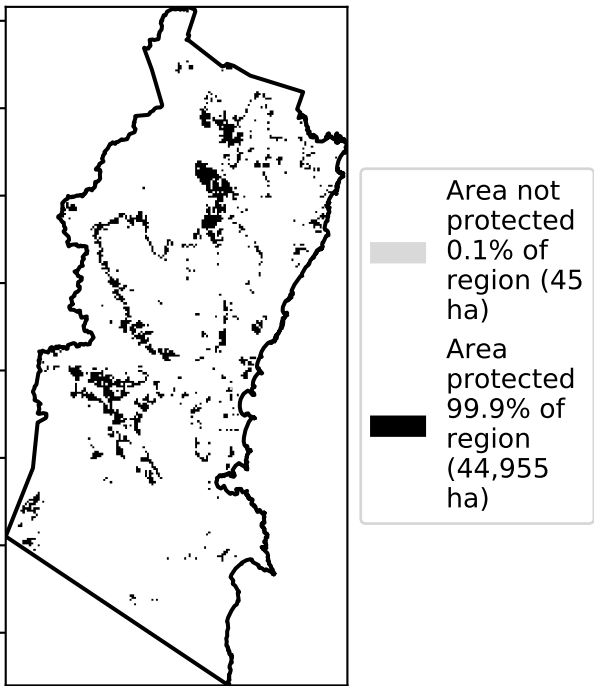 Area not
protected
0.1% of
region (45
ha)
Area
protected
99.9% of
region
(44,955
ha)